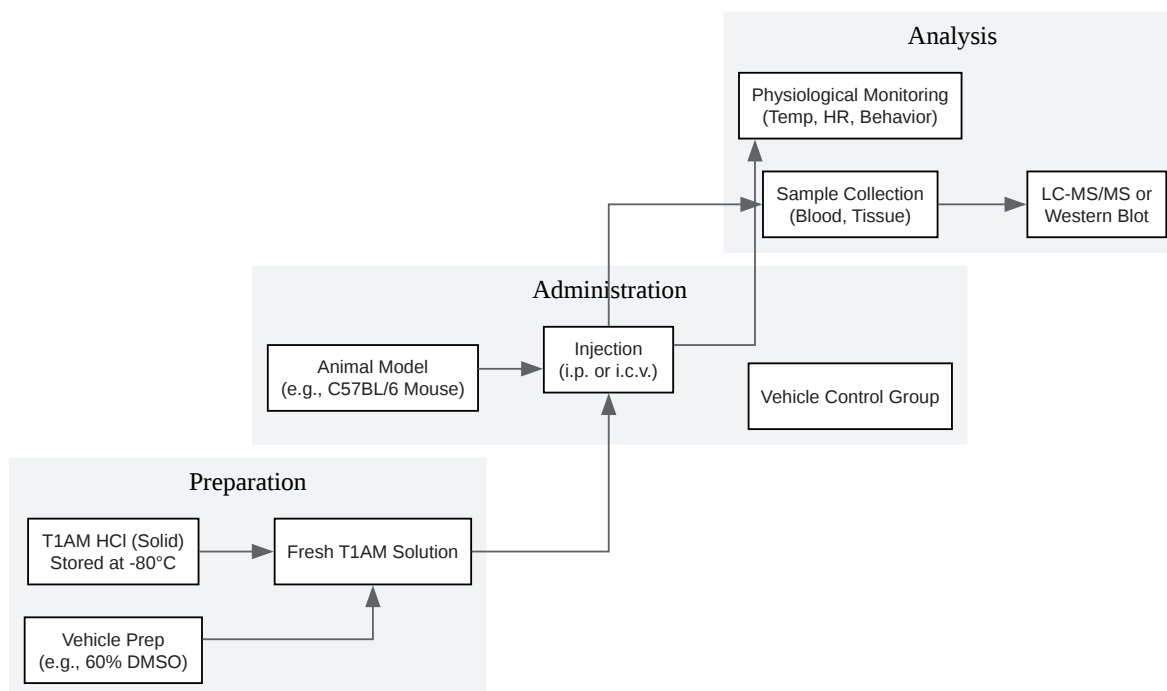 Analysis
Physiological Monitoring
(Temp, HR, Behavior)
Sample Collection
(Blood, Tissue)
LC-MS/MS or
Western Blot
Administration
Animal Model
(e.g., C57BL/6 Mouse)
Injection
(i.p. or i.c.v.)
Vehicle Control Group
Preparation
T1AM HCl (Solid)
Stored at -80°C
Fresh T1AM Solution
Vehicle Prep
(e.g., 60% DMSO)